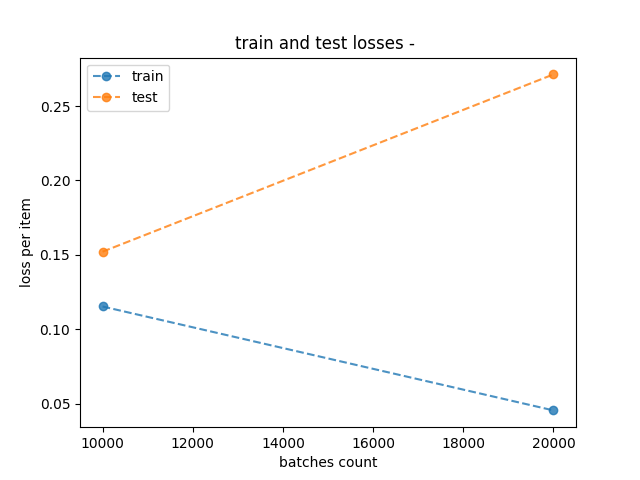 train and test losses -
train
test
loss per item
0.25
0.20
0.15
0.10
0.05
10000 12000 14000 16000 18000 20000
batches count